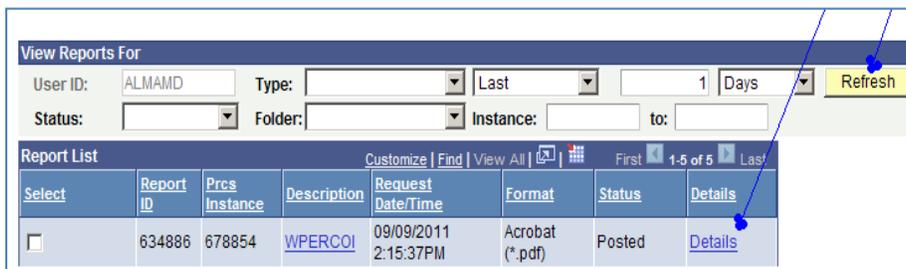 View Reports For
User ID: ALMAMD Type: Last 1 Days Refresh
Status: Folder: Instance: to:
Report List Customize | Find | View All | | First 1-5 of 5 Last
Select Report ID Prcs Instance Description Request Date/Time Format Status Details
634886 678854 WPERCOI 09/09/2011 2:15:37PM Acrobat (*.pdf) Posted Details